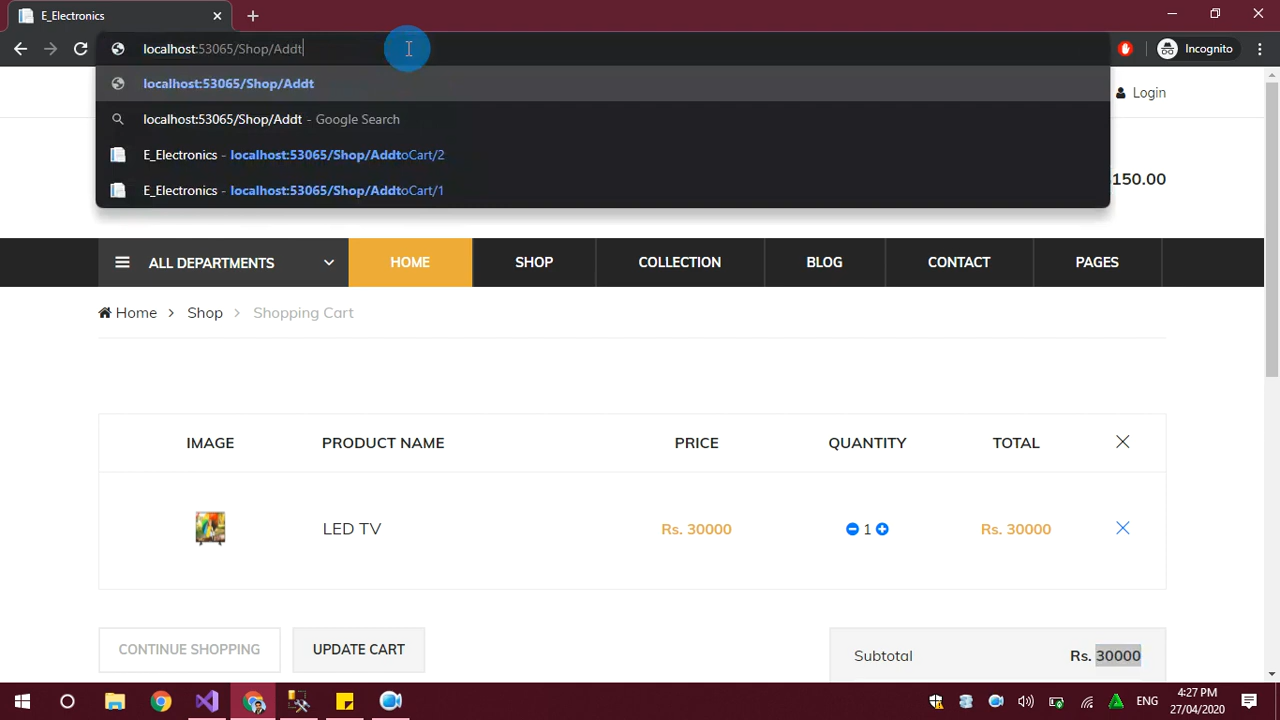 E_Electronics
localhost:53065/Shop/Addt
Incognito
localhost:53065/Shop/Addt
localhost:53065/Shop/Addt - Google Search
E_Electronics - localhost:53065/Shop/AddtoCart/2
E_Electronics - localhost:53065/Shop/AddtoCart/1
Login
150.00
ALL DEPARTMENTS HOME SHOP COLLECTION BLOG CONTACT PAGES
Home > Shop > Shopping Cart
IMAGE PRODUCT NAME PRICE QUANTITY TOTAL
LED TV Rs. 30000 1 Rs. 30000
CONTINUE SHOPPING UPDATE CART
Subtotal Rs. 30000
ENG
4:27 PM
27/04/2020